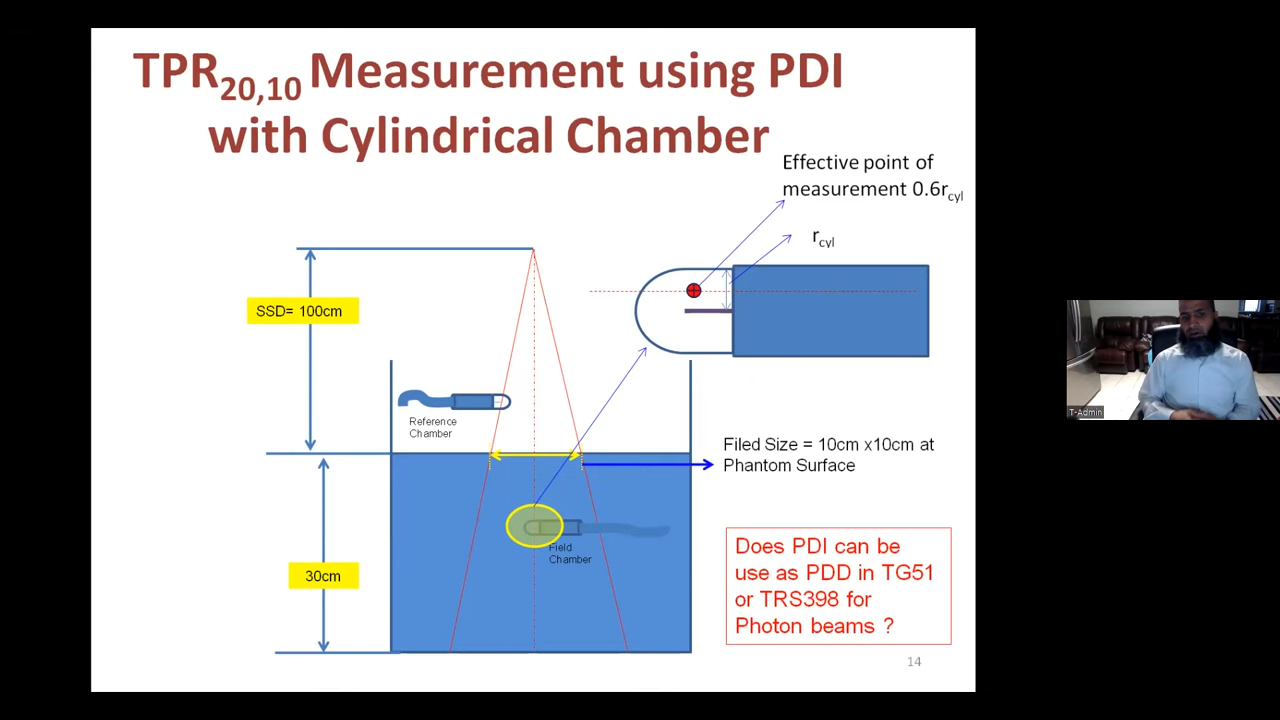 TPR20,10 Measurement using PDI
with Cylindrical Chamber
Effective point of
measurement 0.6rcyl
rcyl
SSD= 100cm
Reference
Chamber
Filed Size = 10cm x10cm at
Phantom Surface
Field
Chamber
30cm
Does PDI can be
use as PDD in TG51
or TRS398 for
Photon beams ?
14
T-Admin